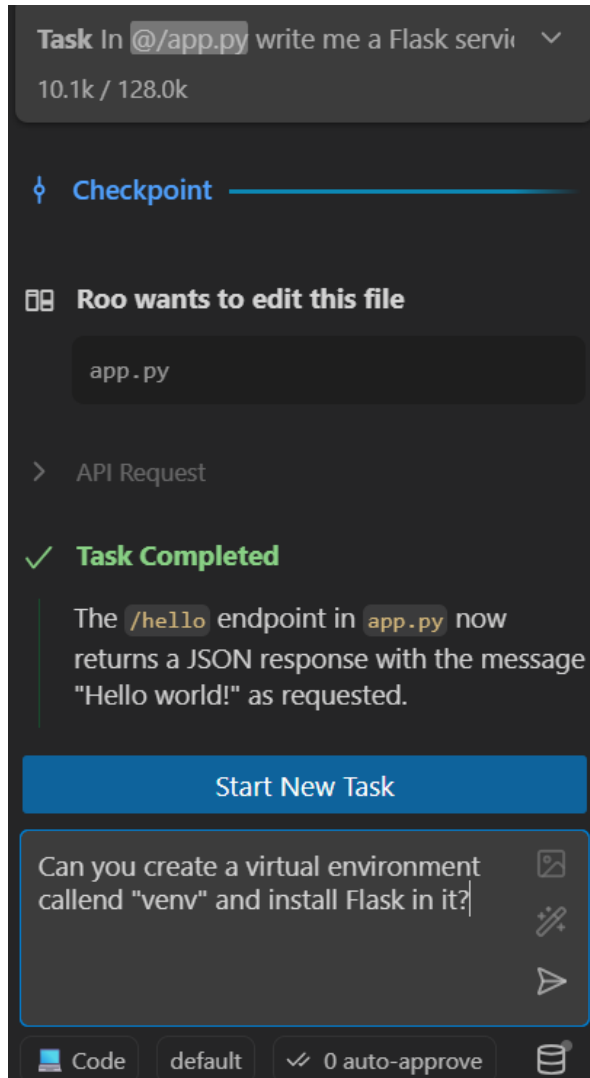 Task In @/app.py write me a Flask servi
10.1k / 128.0k
Checkpoint
Roo wants to edit this file
app.py
API Request
Task Completed
The /hello endpoint in app.py now
returns a JSON response with the message
"Hello world!" as requested.
Start New Task
Can you create a virtual environment
callend "venv" and install Flask in it?
Code default 0 auto-approve